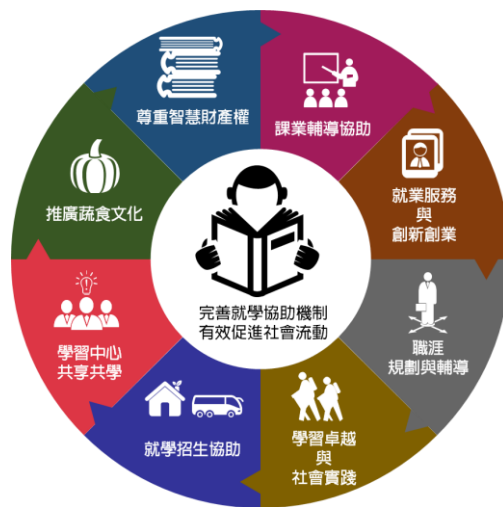 尊重智慧財產權
課業輔導協助
就業服務
與
創新創業
職涯
規劃與輔導
學習卓越
與
社會實踐
就學招生協助
學習中心
共享共學
推廣蔬食文化
完善就學協助機制
有效促進社會流動